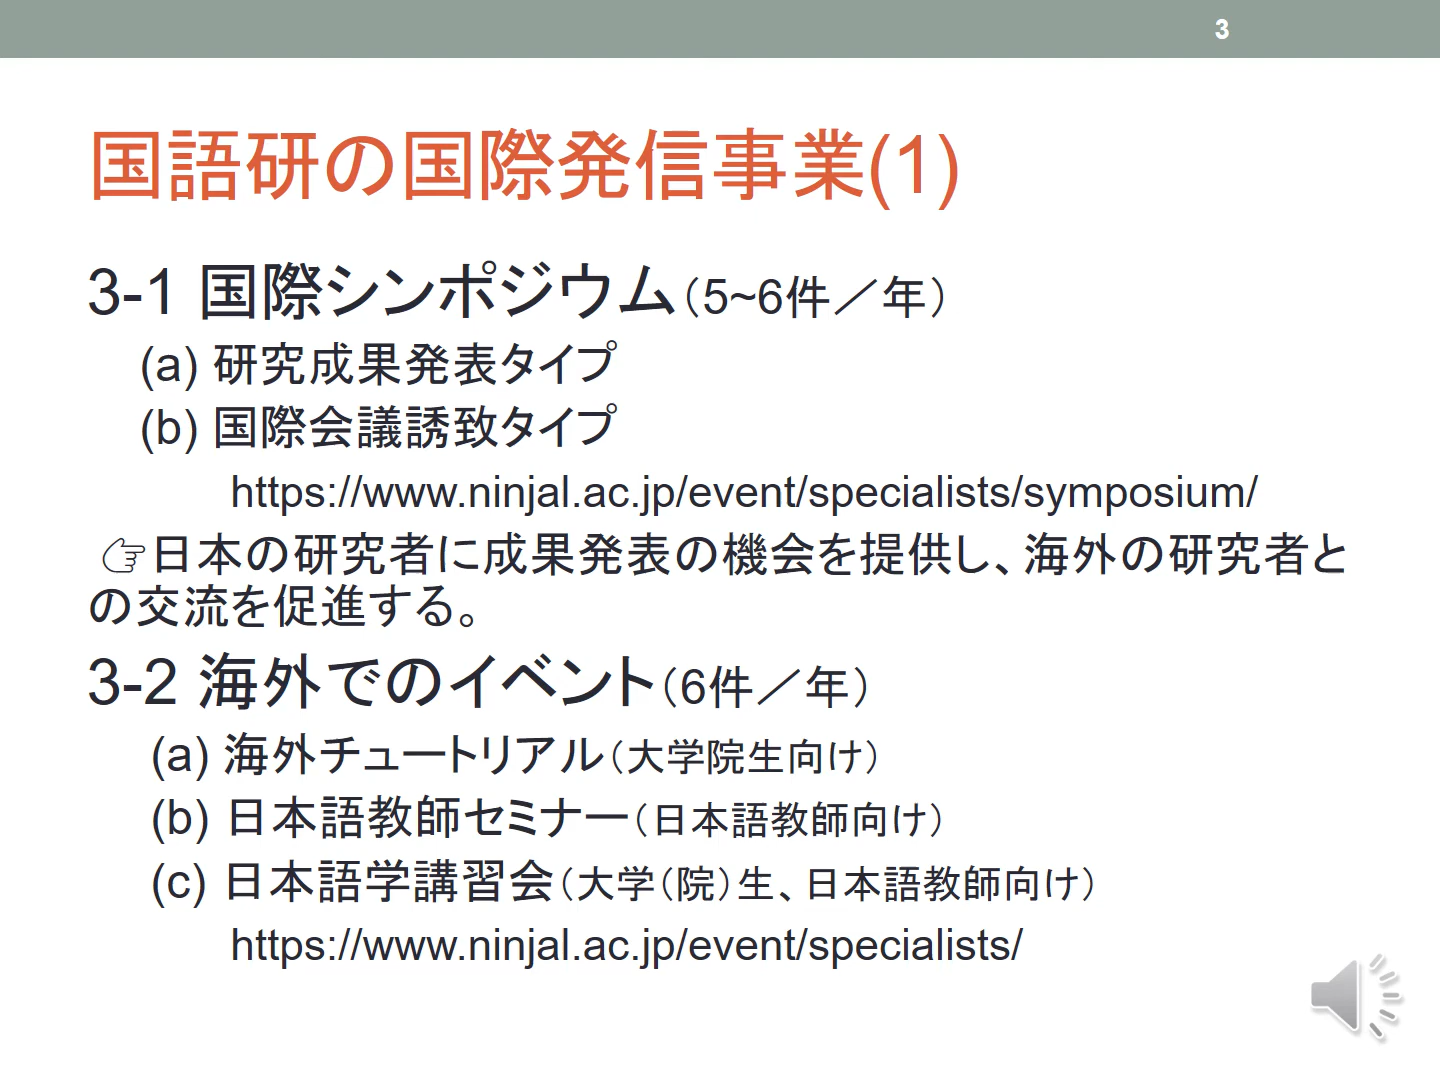 3
国語研の国際発信事業(1)
3-1 国際シンポジウム（5~6件／年）
(a) 研究成果発表タイプ
(b) 国際会議誘致タイプ
https://www.ninjal.ac.jp/event/specialists/symposium/
☞日本の研究者に成果発表の機会を提供し、海外の研究者と
の交流を促進する。
3-2 海外でのイベント（6件／年）
(a) 海外チュートリアル（大学院生向け）
(b) 日本語教師セミナー（日本語教師向け）
(c) 日本語学講習会（大学（院）生、日本語教師向け）
https://www.ninjal.ac.jp/event/specialists/